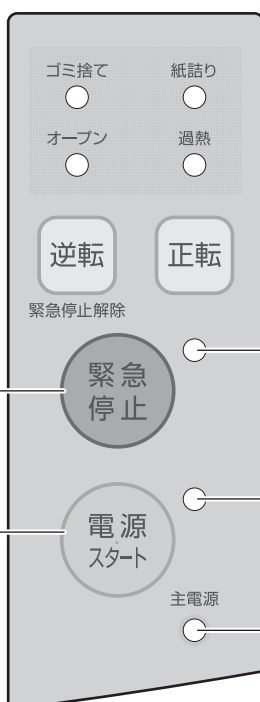 ゴミ捨て 紙詰り
オープン 過熱
逆転 正転
緊急停止解除
緊急
停止
電源
スタート
主電源